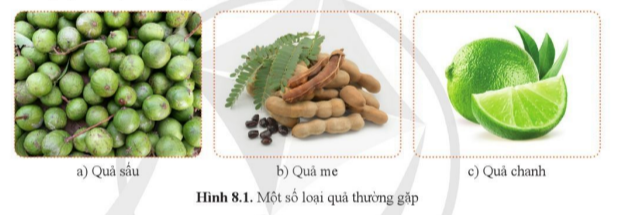 a) Quả sấu
b) Quả me
c) Quả chanh
Hình 8.1. Một số loại quả thường gặp